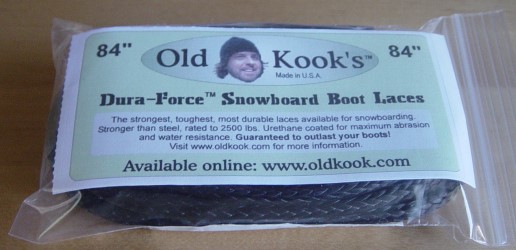 84" Old Kook's™ 84"
Made in U.S.A.
Dura-Force™ Snowboard Boot Laces
The strongest, toughest, most durable laces available for snowboarding.
Stronger than steel, rated to 2500 lbs. Urethane coated for maximum abrasion
and water resistance. Guaranteed to outlast your boots!
Visit www.oldkook.com for more information.
Available online: www.oldkook.com